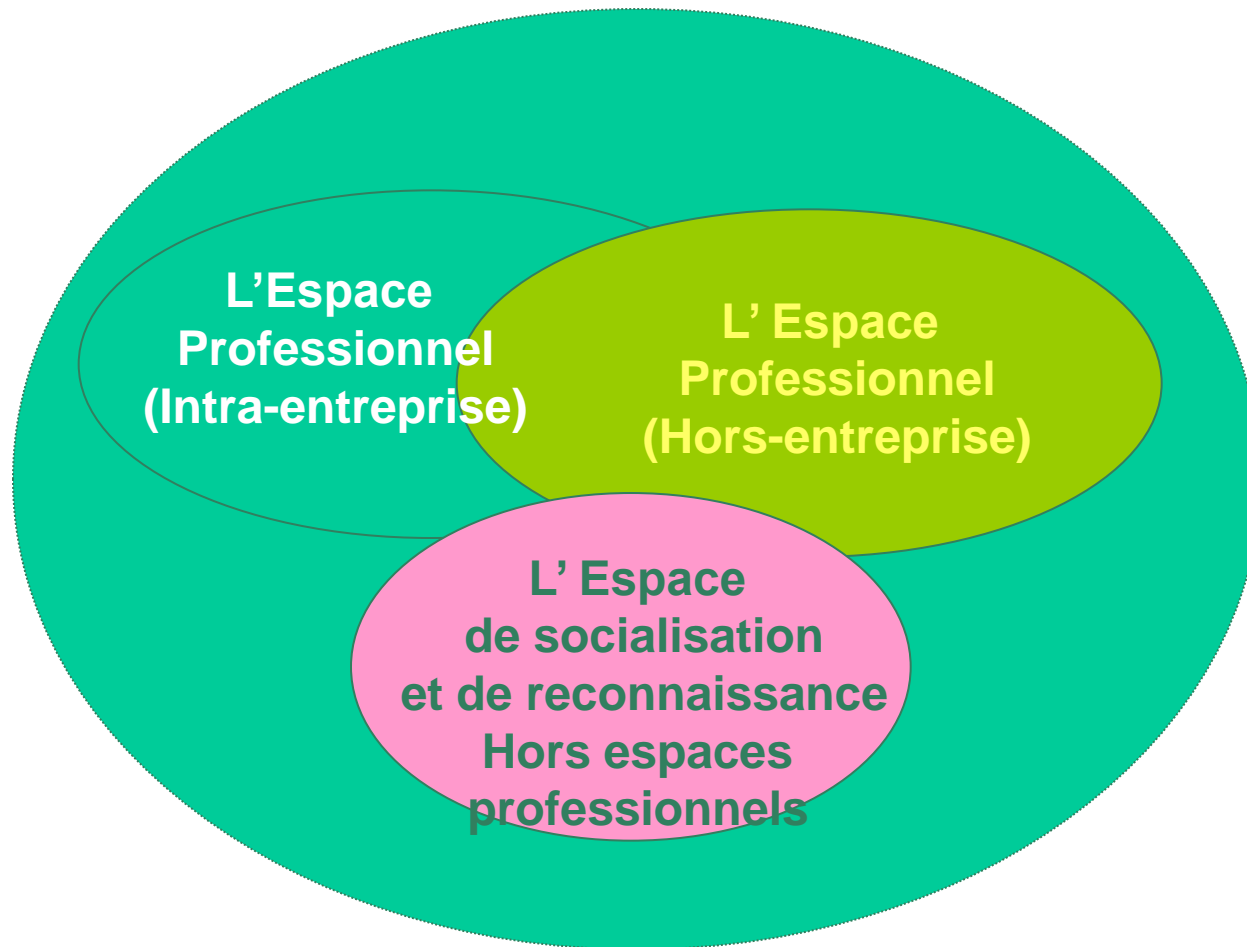 L’Espace
Professionnel
(Intra-entreprise)
L’ Espace
Professionnel
(Hors-entreprise)
L’ Espace
de socialisation
et de reconnaissance
Hors espaces
professionnels